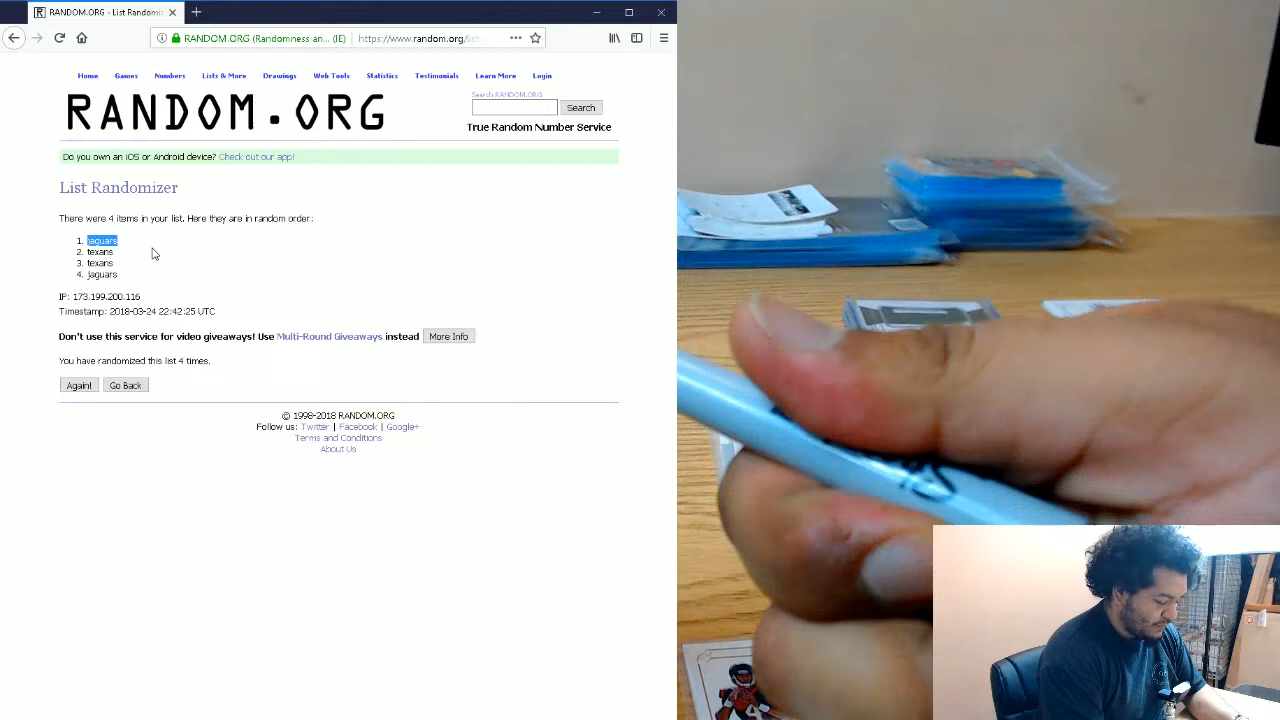 RANDOM.ORG - List Randomiz
RANDOM.ORG (Randomness an... (IE)
https://www.random.org/list
Home Games Numbers Lists & More Drawings Web Tools Statistics Testimonials Learn More Login
RANDOM.ORG
Search RANDOM.ORG
Search
True Random Number Service
Do you own an iOS or Android device? Check out our app!
List Randomizer
There were 4 items in your list. Here they are in random order:
1. jaguars
2. texans
3. texans
4. jaguars
IP: 173.199.200.116
Timestamp: 2018-03-24 22:42:25 UTC
Don't use this service for video giveaways! Use Multi-Round Giveaways instead More Info
You have randomized this list 4 times.
Again! Go Back
© 1998-2018 RANDOM.ORG
Follow us: Twitter | Facebook | Google+
Terms and Conditions
About Us